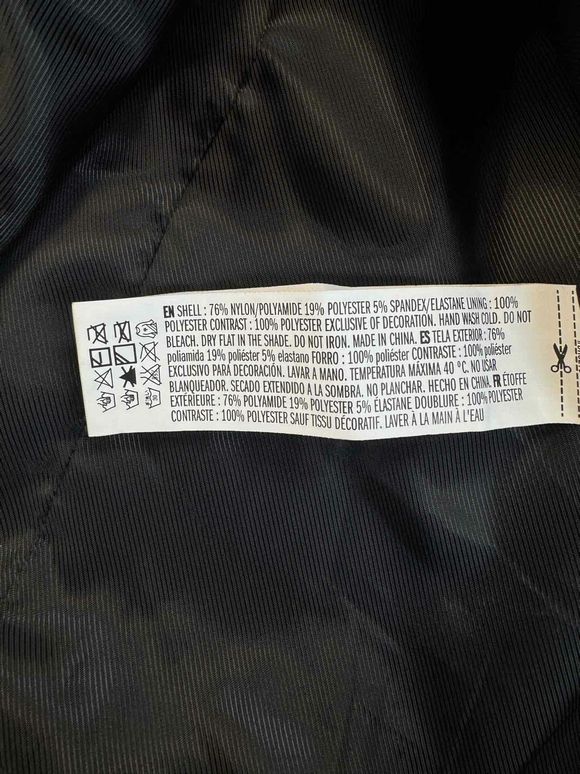 EN SHELL : 76% NYLON/POLYAMIDE 19% POLYESTER 5% SPANDEX/ELASTANE LINING : 100%
POLYESTER CONTRAST : 100% POLYESTER EXCLUSIVE OF DECORATION. HAND WASH COLD. DO NOT
BLEACH. DRY FLAT IN THE SHADE. DO NOT IRON. MADE IN CHINA. ES TELA EXTERIOR : 76%
poliamida 19% poliéster 5% elastano FORRO : 100% poliéster CONTRASTE : 100% poliéster
EXCLUSIVO PARA DECORACIÓN. LAVAR A MANO. TEMPERATURA MÁXIMA 40 ºC. NO USAR
BLANQUEADOR. SECADO EXTENDIDO A LA SOMBRA. NO PLANCHAR. HECHO EN CHINA. FR ÉTOFFE
EXTÉRIEURE : 76% POLYAMIDE 19% POLYESTER 5% ÉLASTANE DOUBLURE : 100%POLYESTER
CONTRASTE : 100% POLYESTER SAUF TISSU DÉCORATIF. LAVER À LA MAIN À L'EAU